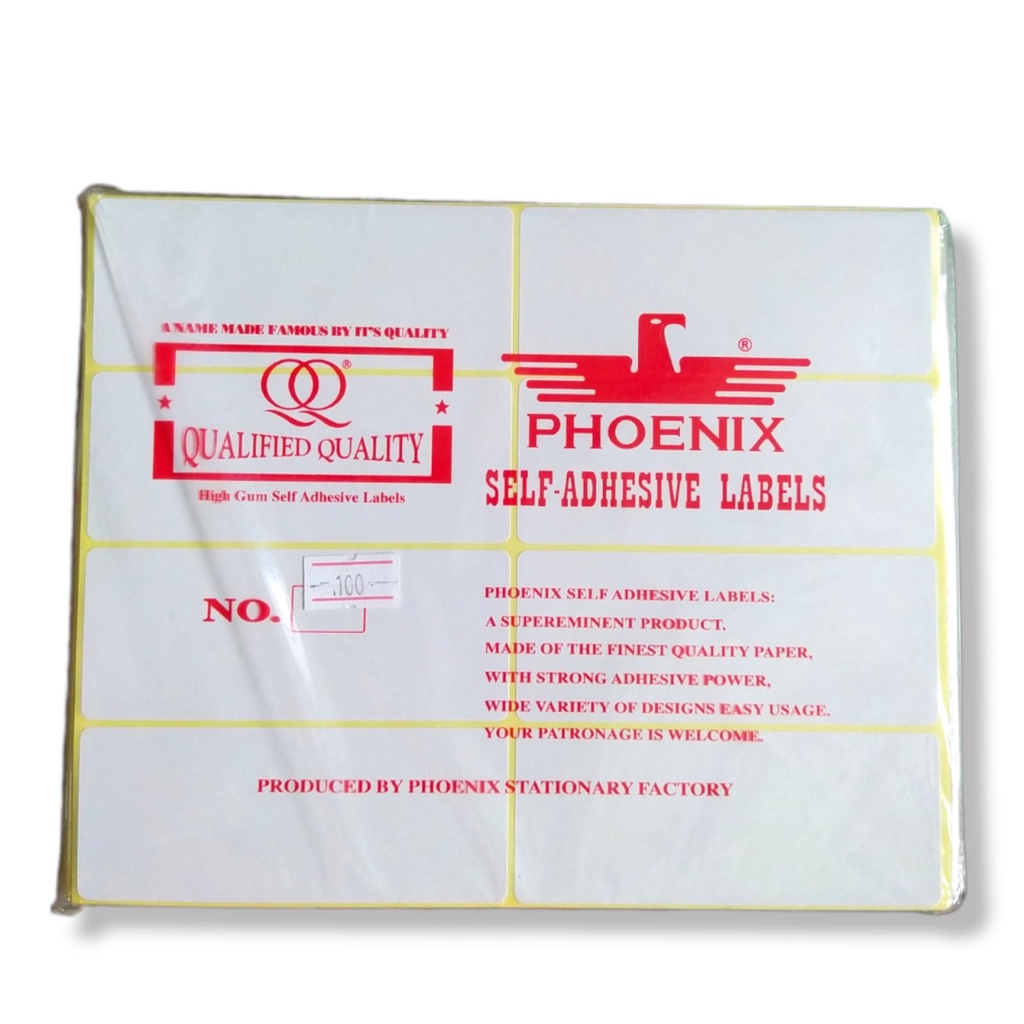 A NAME MADE FAMOUS BY IT'S QUALITY
QQ®
QUALIFIED QUALITY
High Gum Self Adhesive Labels
®
PHOENIX
SELF-ADHESIVE LABELS
NO.
100
PHOENIX SELF ADHESIVE LABELS:
A SUPEREMINENT PRODUCT.
MADE OF THE FINEST QUALITY PAPER,
WITH STRONG ADHESIVE POWER,
WIDE VARIETY OF DESIGNS EASY USAGE.
YOUR PATRONAGE IS WELCOME.
PRODUCED BY PHOENIX STATIONARY FACTORY